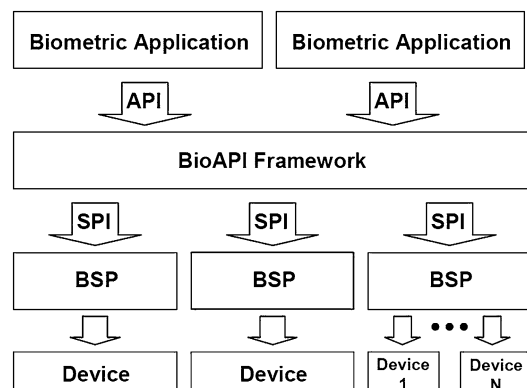 Biometric Application
Biometric Application
API
API
BioAPI Framework
SPI
SPI
SPI
BSP
BSP
BSP
Device
Device
Device
1
Device
N